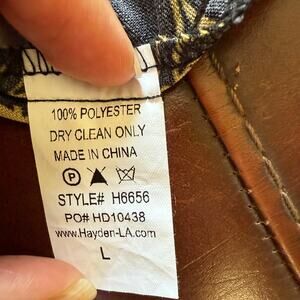 100% POLYESTER
DRY CLEAN ONLY
MADE IN CHINA
P
STYLE# H6656
PO# HD10438
www.Hayden-LA.com
L